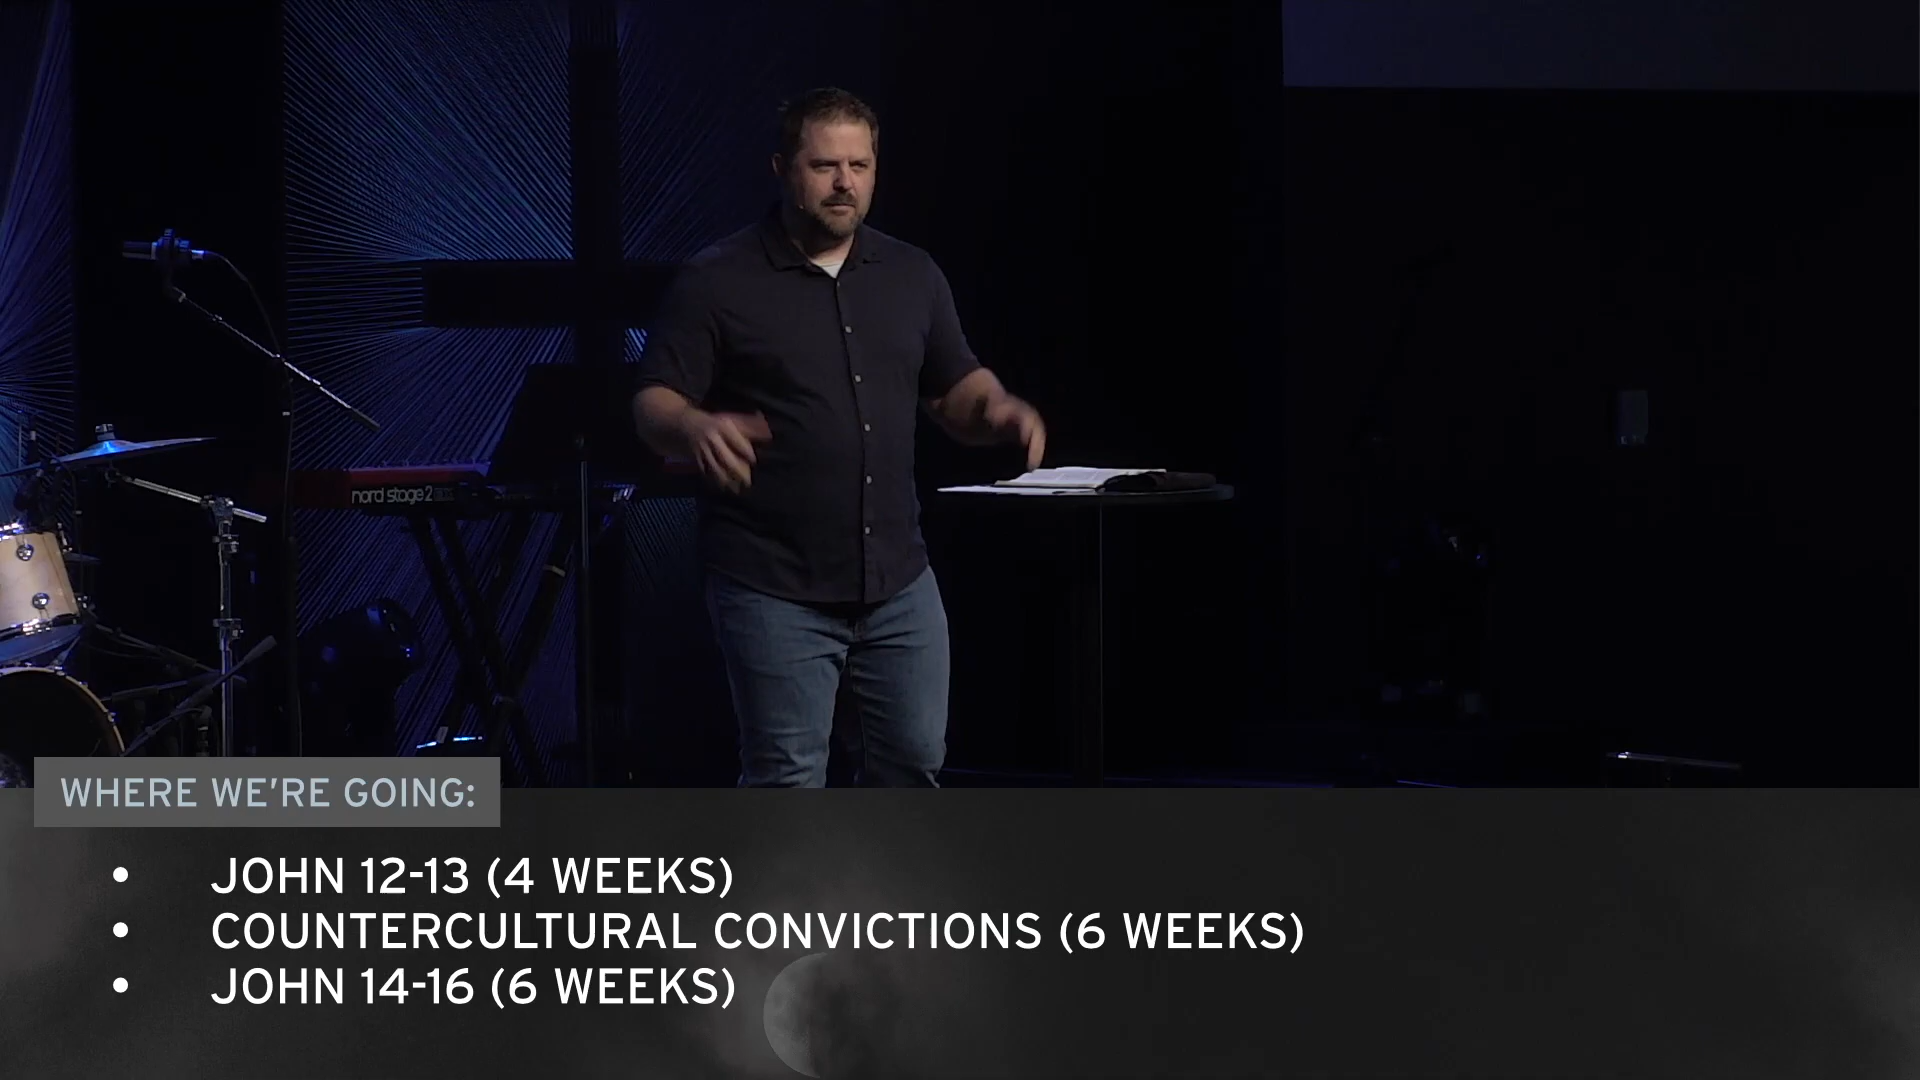 nord stage 2
WHERE WE'RE GOING:
• JOHN 12-13 (4 WEEKS)
• COUNTERCULTURAL CONVICTIONS (6 WEEKS)
• JOHN 14-16 (6 WEEKS)